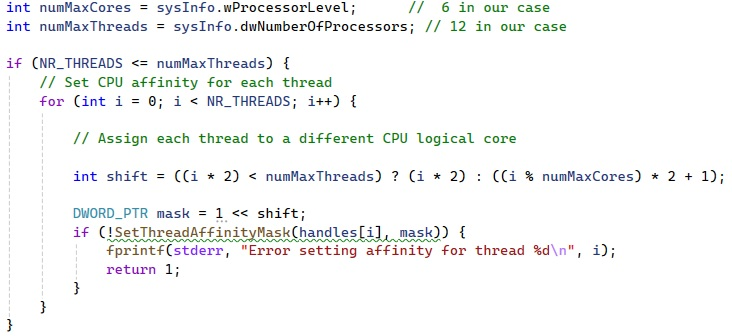 int numMaxCores = sysInfo.wProcessorLevel;      //  6 in our case
int numMaxThreads = sysInfo.dwNumberOfProcessors; // 12 in our case

if (NR_THREADS <= numMaxThreads) {
    // Set CPU affinity for each thread
    for (int i = 0; i < NR_THREADS; i++) {

        // Assign each thread to a different CPU logical core

        int shift = ((i * 2) < numMaxThreads) ? (i * 2) : ((i % numMaxCores) * 2 + 1);

        DWORD_PTR mask = 1 << shift;
        if (!SetThreadAffinityMask(handles[i], mask)) {
            fprintf(stderr, "Error setting affinity for thread %d\n", i);
            return 1;
        }
    }
}